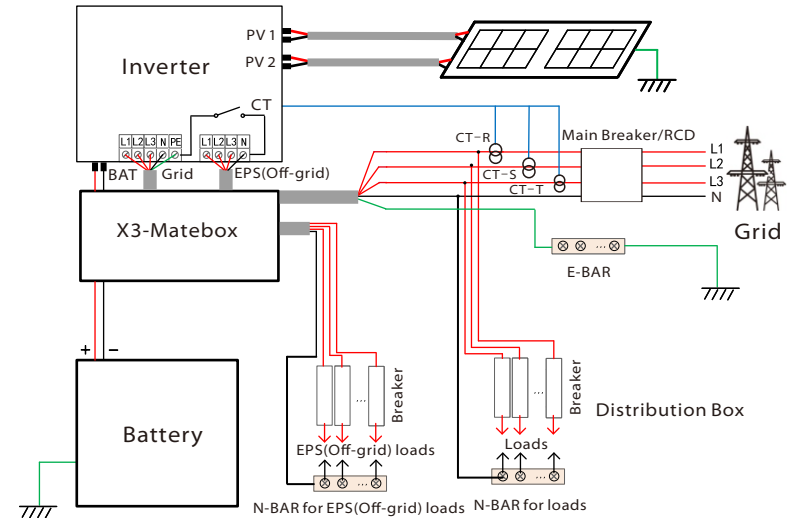 PV 1
PV 2
Inverter
CT
L1 L2 L3 N PE
L1 L2 L3 N
BAT
Grid
EPS(Off-grid)
CT-R
CT-S
CT-T
Main Breaker/RCD
L1
L2
L3
N
Grid
X3-Matebox
E-BAR
+
−
Battery
...
Breaker
EPS(Off-grid) loads
N-BAR for EPS(Off-grid) loads
...
Breaker
Loads
N-BAR for loads
Distribution Box